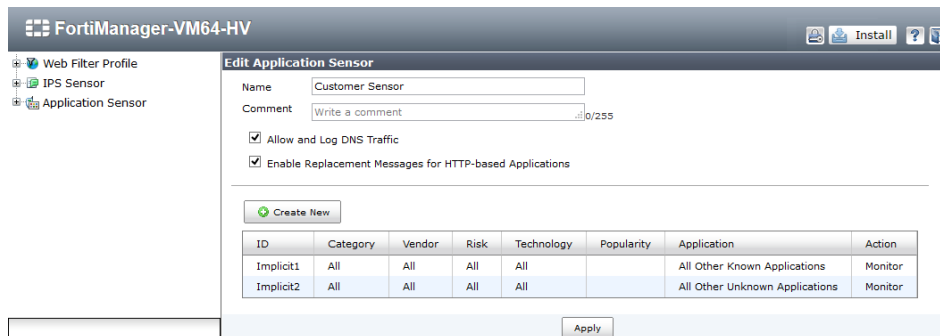 FortiManager-VM64-HV
Install
?
Web Filter Profile
IPS Sensor
Application Sensor
Edit Application Sensor
Name Customer Sensor
Comment Write a comment 0/255
Allow and Log DNS Traffic
Enable Replacement Messages for HTTP-based Applications
Create New
ID Category Vendor Risk Technology Popularity Application Action
Implicit1 All All All All All Other Known Applications Monitor
Implicit2 All All All All All Other Unknown Applications Monitor
Apply